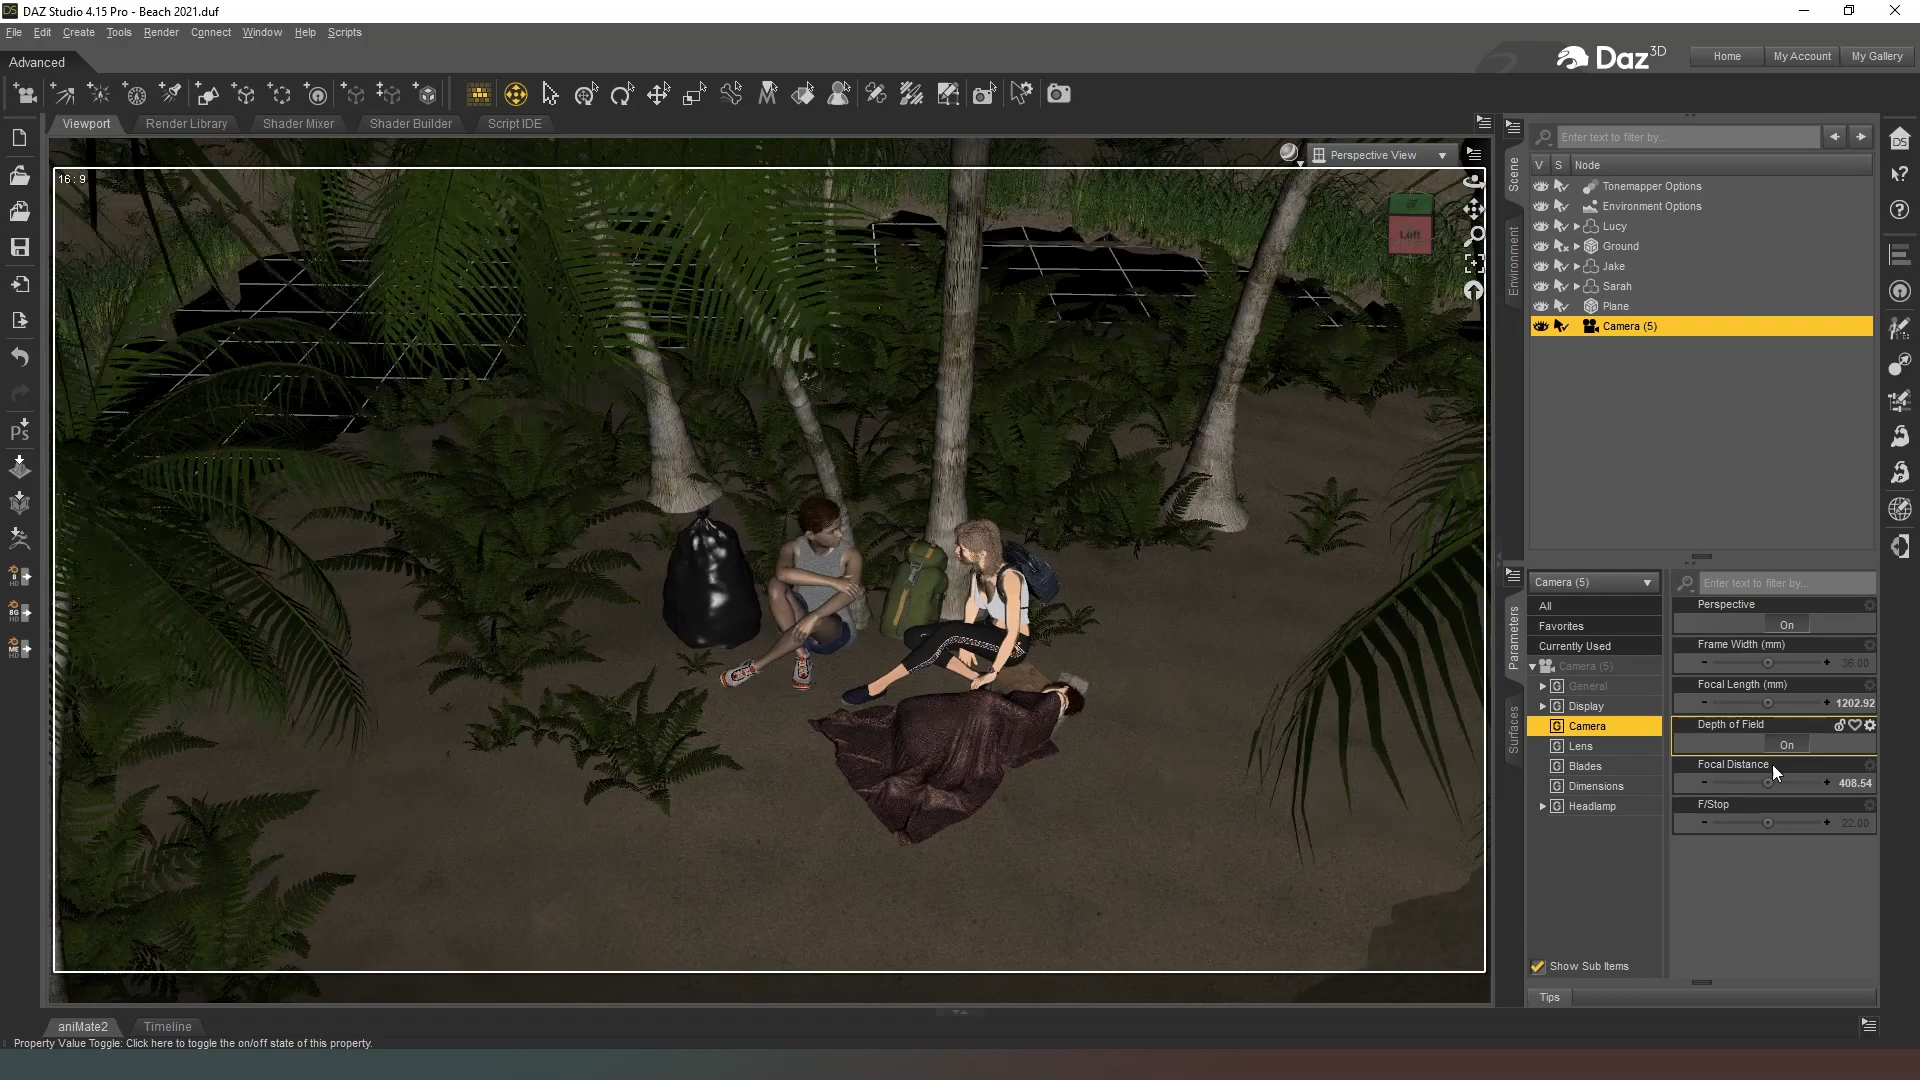 DAZ Studio 4.15 Pro - Beach 2021.duf
File Edit Create Tools Render Connect Window Help Scripts
Advanced
Daz 3D
Home My Account My Gallery
Viewport Render Library Shader Mixer Shader Builder Script IDE
Perspective View
16 : 9
Left
Scene
Environment
Enter text to filter by...
V S Node
Tonemapper Options
Environment Options
Lucy
Ground
Jake
Sarah
Plane
Camera (5)
Parameters
Surfaces
Camera (5)
All
Favorites
Currently Used
Camera (5)
G General
G Display
G Camera
G Lens
G Blades
G Dimensions
G Headlamp
Show Sub Items
Enter text to filter by...
Perspective
On
Frame Width (mm)
- + 36.00
Focal Length (mm)
- + 1202.92
Depth of Field
On
Focal Distance
- + 408.54
F/Stop
- + 22.00
Tips
aniMate2 Timeline
Property Value Toggle: Click here to toggle the on/off state of this property.